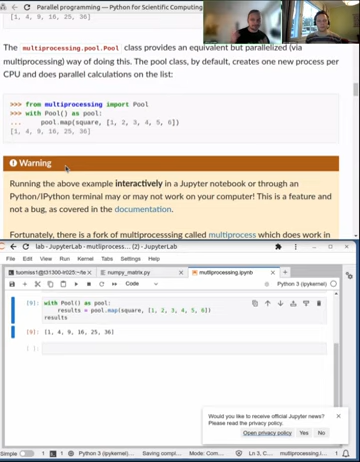 Parallel programming — Python for Scientific Computing
[1, 4, 9, 16, 25, 36]
The multiprocessing.pool.Pool class provides an equivalent but parallelized (via
multiprocessing) way of doing this. The pool class, by default, creates one new process per
CPU and does parallel calculations on the list:
>>> from multiprocessing import Pool
>>> with Pool() as pool:
... pool.map(square, [1, 2, 3, 4, 5, 6])
[1, 4, 9, 16, 25, 36]
Warning
Running the above example interactively in a Jupyter notebook or through an
Python/IPython terminal may or may not work on your computer! This is a feature and
not a bug, as covered in the documentation.
Fortunately, there is a fork of multiprocessing called multiprocess which does work in
lab - JupyterLab
File Edit View Run Kernel Tabs Settings Help
numpy_matrix.py
multiprocessing.ipynb
Code
Python 3 (ipykernel)
[9]: with Pool() as pool:
results = pool.map(square, [1, 2, 3, 4, 5, 6])
results
[9]: [1, 4, 9, 16, 25, 36]
[ ]:
Would you like to receive official Jupyter news?
Please read the privacy policy.
Open privacy policy Yes No
Simple